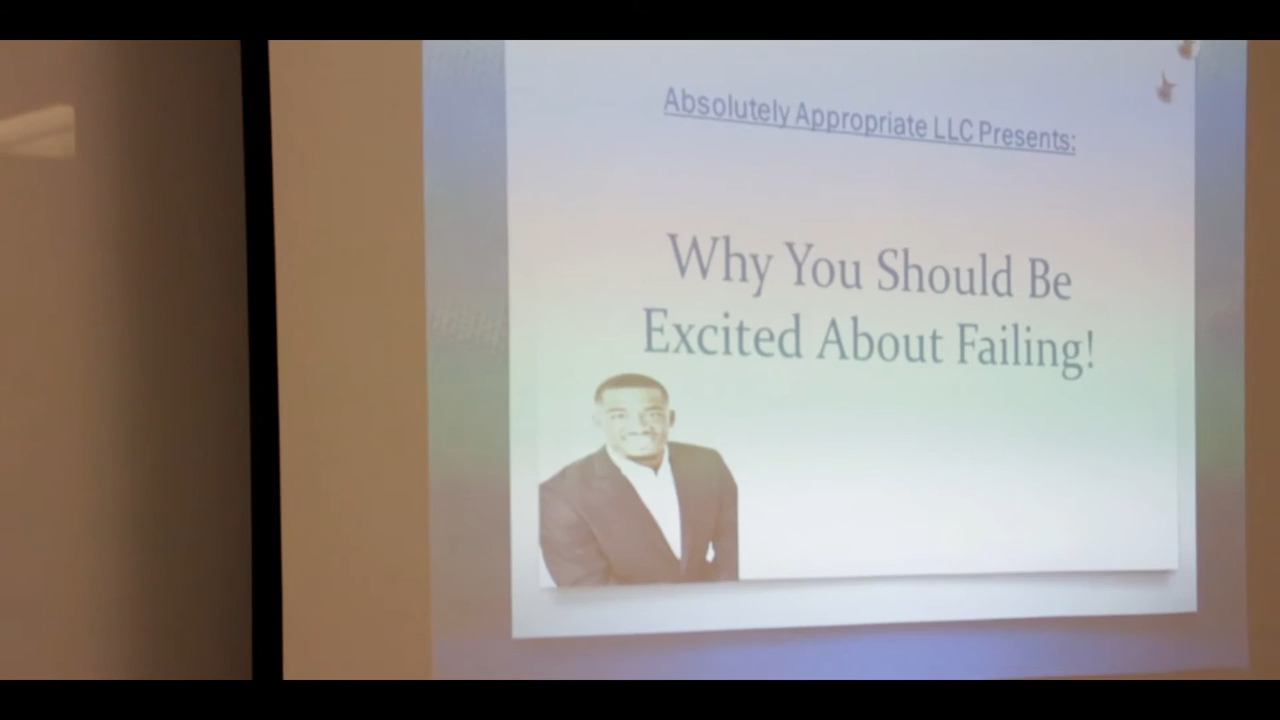 Absolutely Appropriate LLC Presents:
Why You Should Be
Excited About Failing!